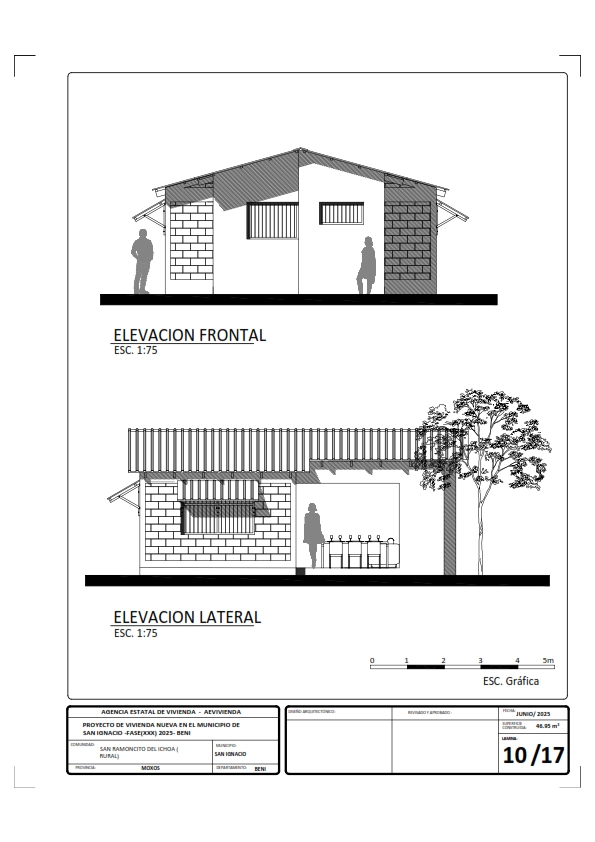 ELEVACION FRONTAL
ESC. 1:75
ELEVACION LATERAL
ESC. 1:75
0 1 2 3 4 5m
ESC. Gráfica
AGENCIA ESTATAL DE VIVIENDA - AEVIVIENDA
PROYECTO DE VIVIENDA NUEVA EN EL MUNICIPIO DE
SAN IGNACIO -FASE(XXX) 2025- BENI
COMUNIDAD:
SAN RAMONCITO DEL ICHOA (
RURAL)
MUNICIPIO:
SAN IGNACIO
PROVINCIA:
MOXOS
DEPARTAMENTO:
BENI
DISEÑO ARQUITECTÓNICO:
REVISADO Y APROBADO :
FECHA:
JUNIO/ 2025
SUPERFICIE
CONSTRUIDA:
46.95 m²
LAMINA:
10 /17